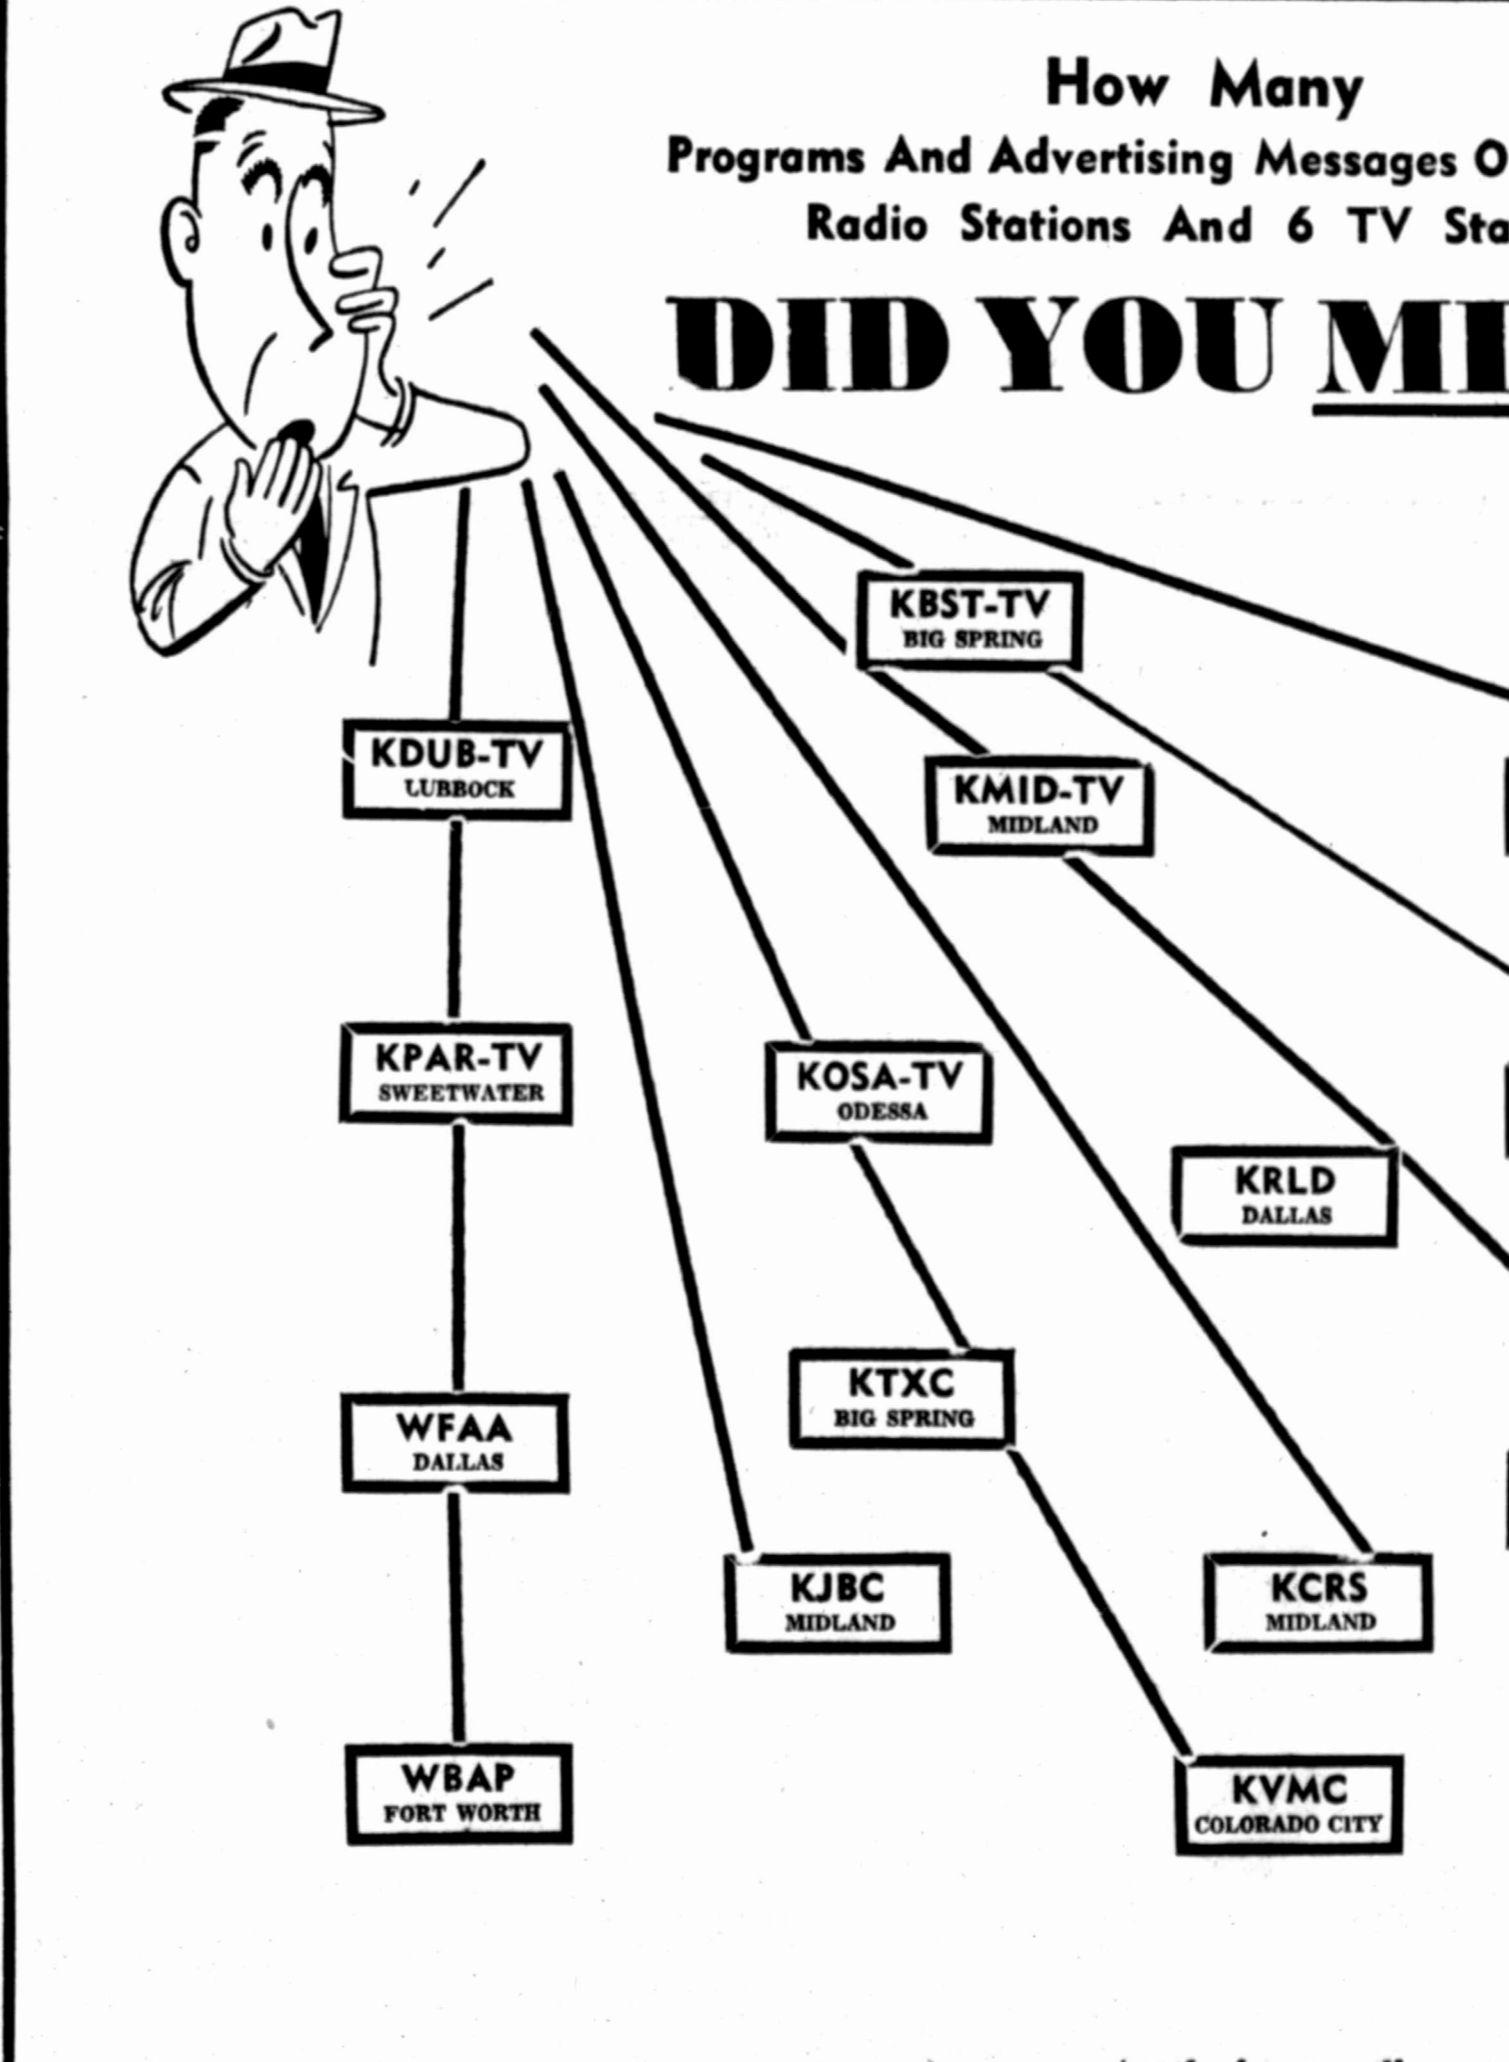 How Many
Programs And Advertising Messages O
Radio Stations And 6 TV Sta
DID YOU MI
KBST-TV
BIG SPRING
KDUB-TV
LUBBOCK
KMID-TV
MIDLAND
KPAR-TV
SWEETWATER
KOSA-TV
ODESSA
KRLD
DALLAS
KTXC
BIG SPRING
WFAA
DALLAS
KJBC
MIDLAND
KCRS
MIDLAND
WBAP
FORT WORTH
KVMC
COLORADO CITY